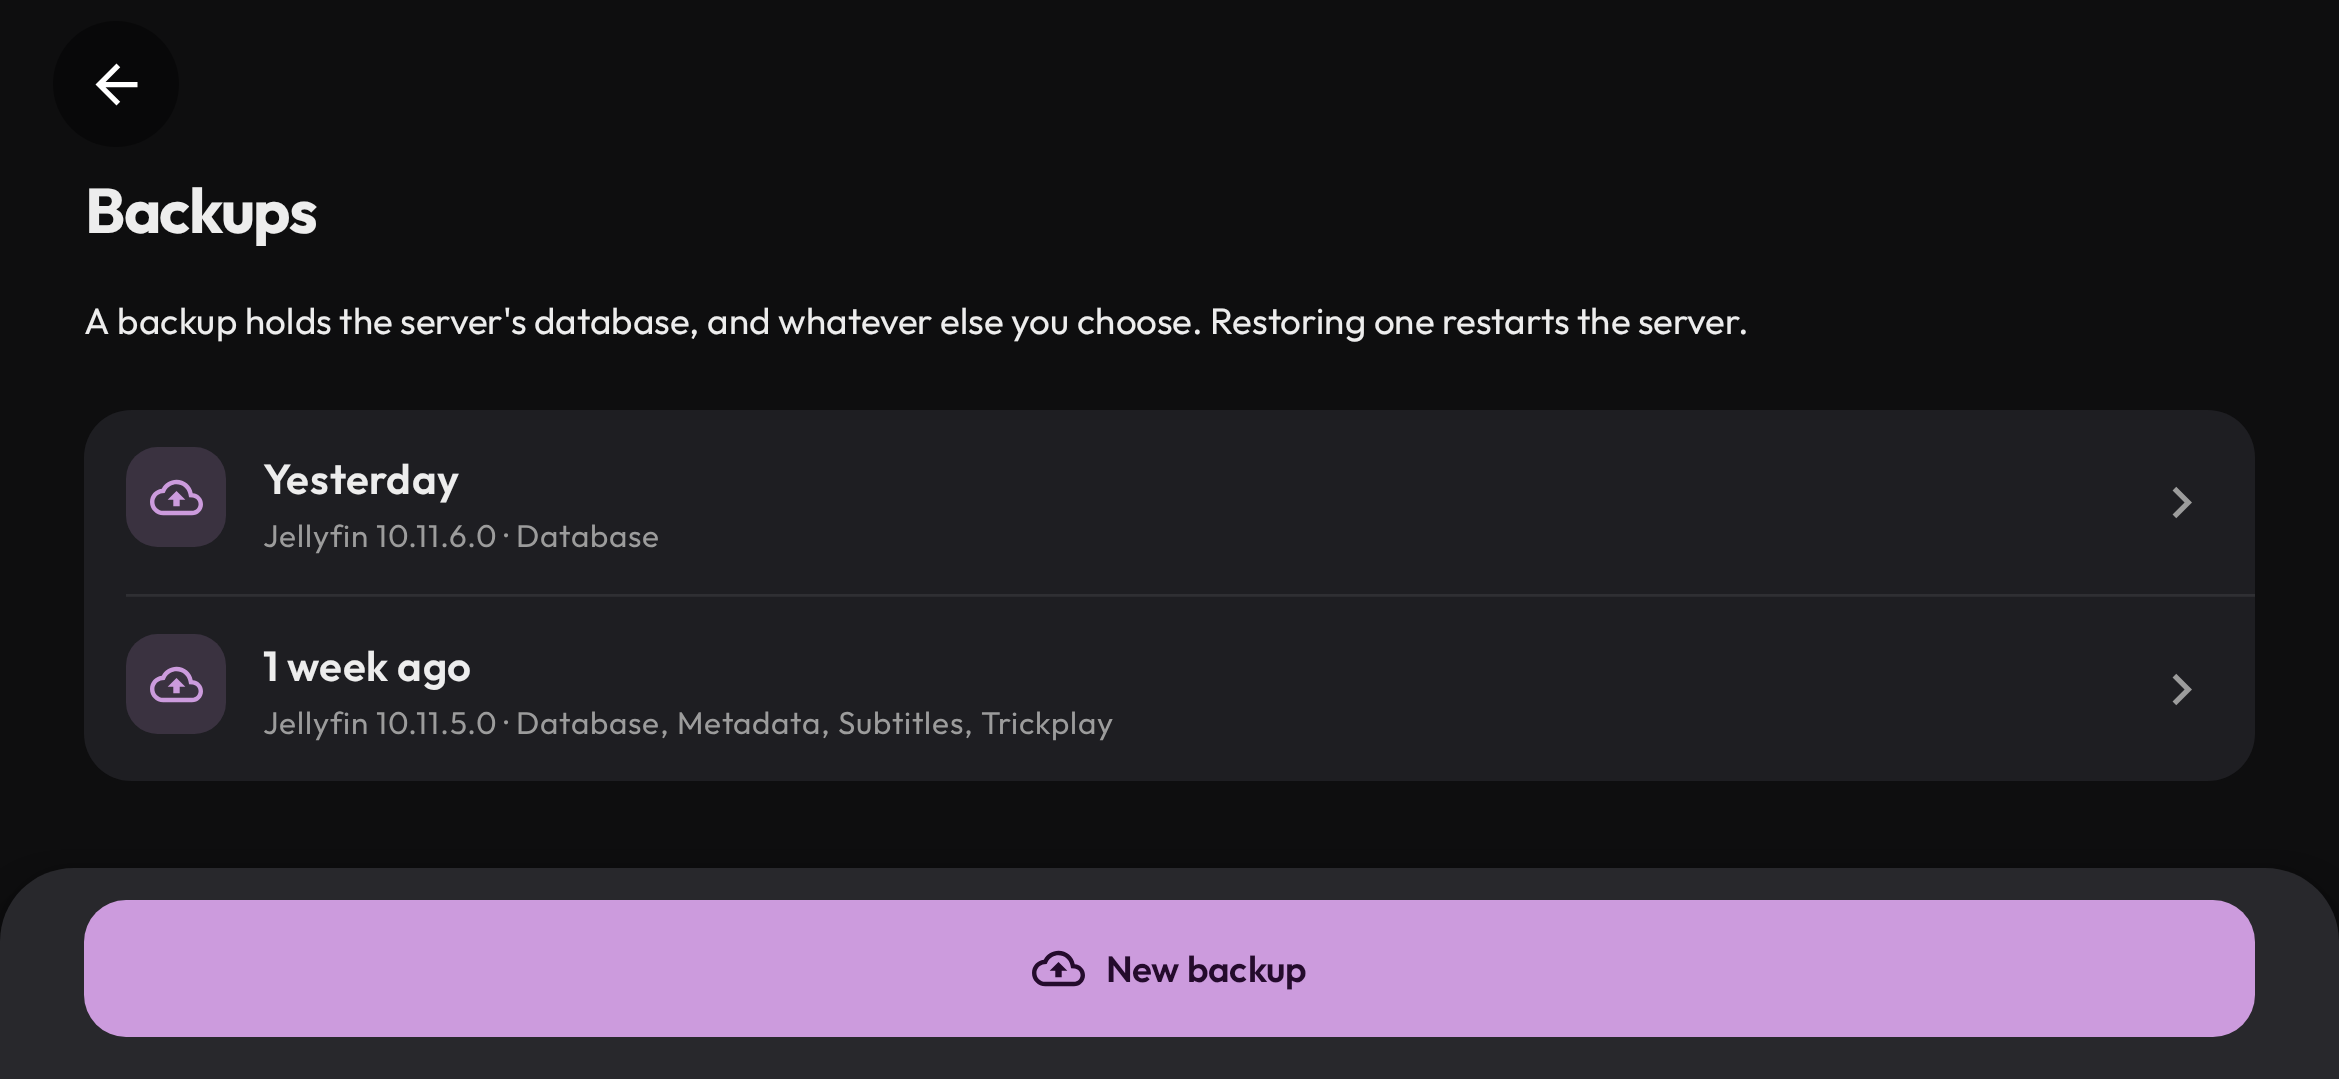 Backups
A backup holds the server's database, and whatever else you choose. Restoring one restarts the server.
Yesterday
Jellyfin 10.11.6.0 · Database
1 week ago
Jellyfin 10.11.5.0 · Database, Metadata, Subtitles, Trickplay
New backup